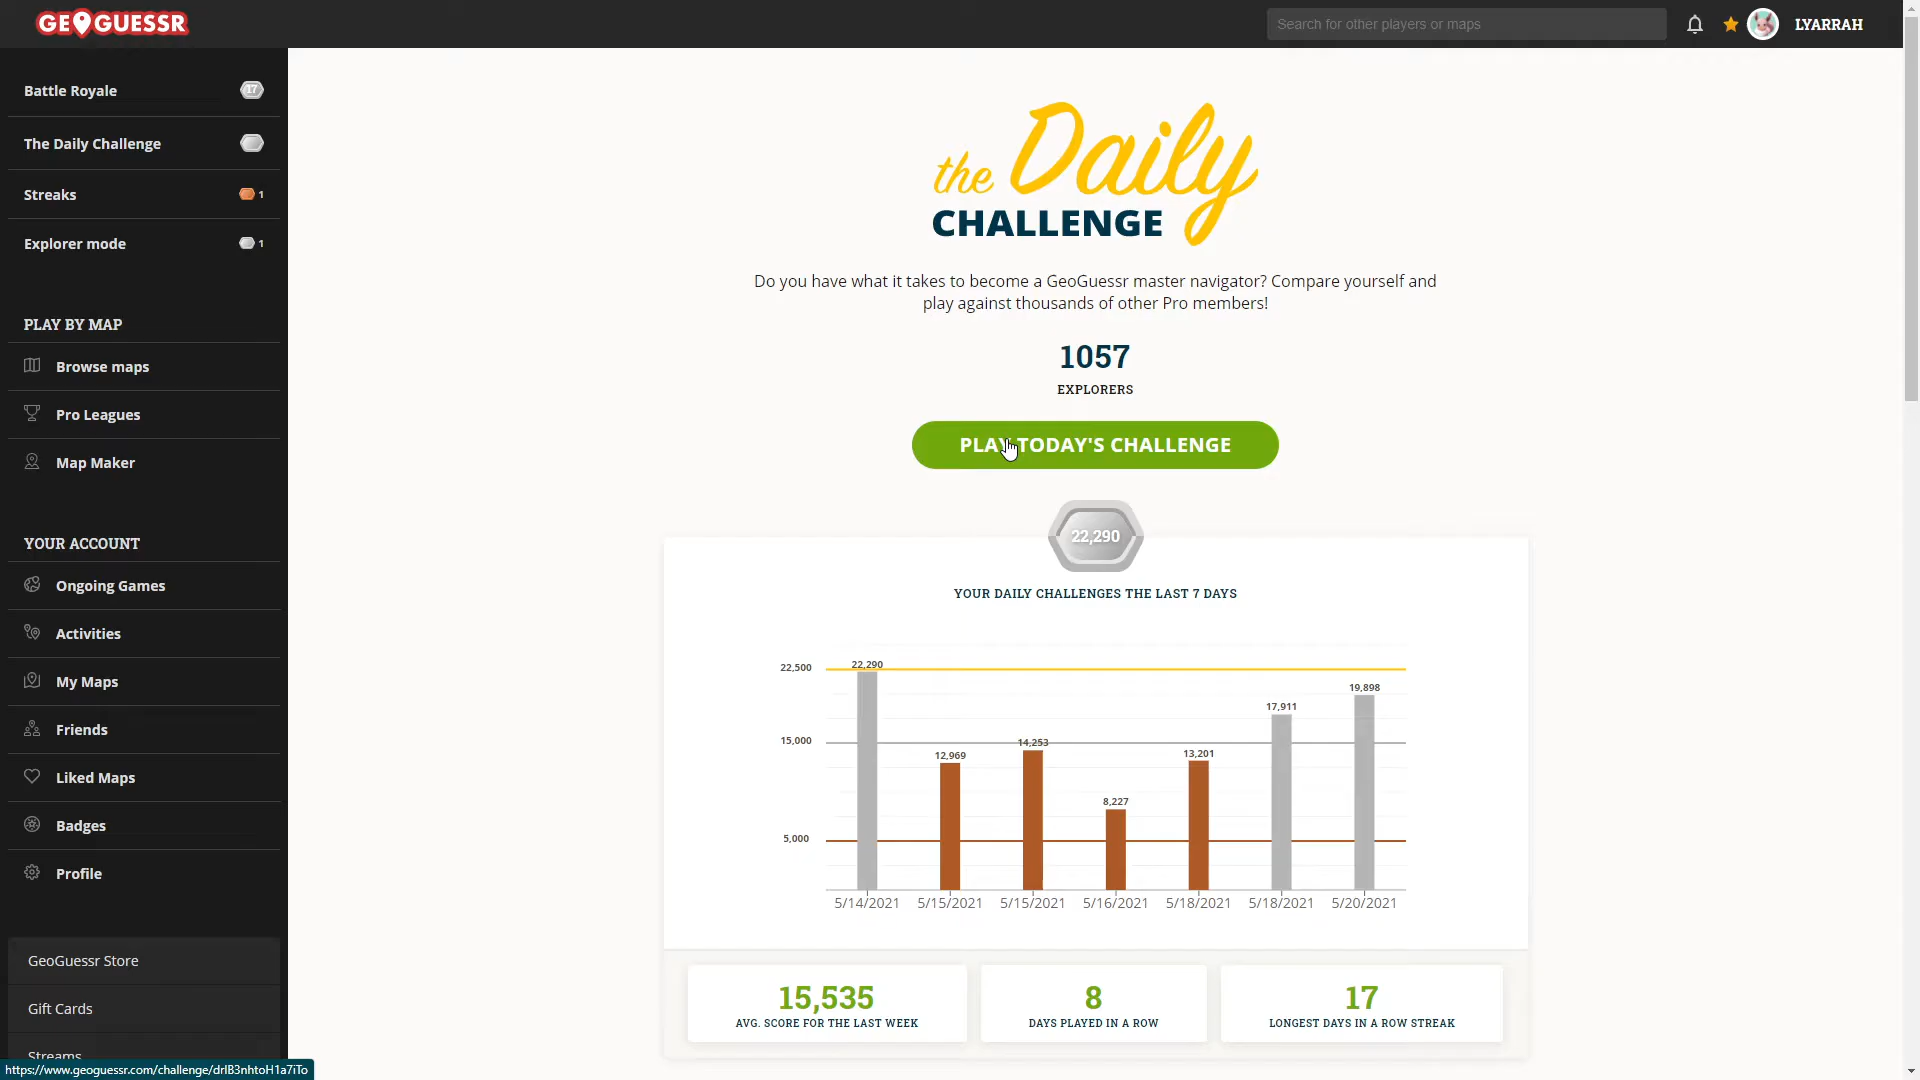 GEOGUESSR
Search for other players or maps
LYARRAH
Battle Royale
17
The Daily Challenge
Streaks
1
Explorer mode
1
PLAY BY MAP
Browse maps
Pro Leagues
Map Maker
YOUR ACCOUNT
Ongoing Games
Activities
My Maps
Friends
Liked Maps
Badges
Profile
GeoGuessr Store
Gift Cards
Streams
https://www.geoguessr.com/challenge/drlB3nhtoH1a7iTo
the Daily
CHALLENGE
Do you have what it takes to become a GeoGuessr master navigator? Compare yourself and
play against thousands of other Pro members!
1057
EXPLORERS
PLAY TODAY'S CHALLENGE
22,290
YOUR DAILY CHALLENGES THE LAST 7 DAYS
22,500
15,000
5,000
22,290
12,969
14,253
8,227
13,201
17,911
19,898
5/14/2021
5/15/2021
5/15/2021
5/16/2021
5/18/2021
5/18/2021
5/20/2021
15,535
AVG. SCORE FOR THE LAST WEEK
8
DAYS PLAYED IN A ROW
17
LONGEST DAYS IN A ROW STREAK